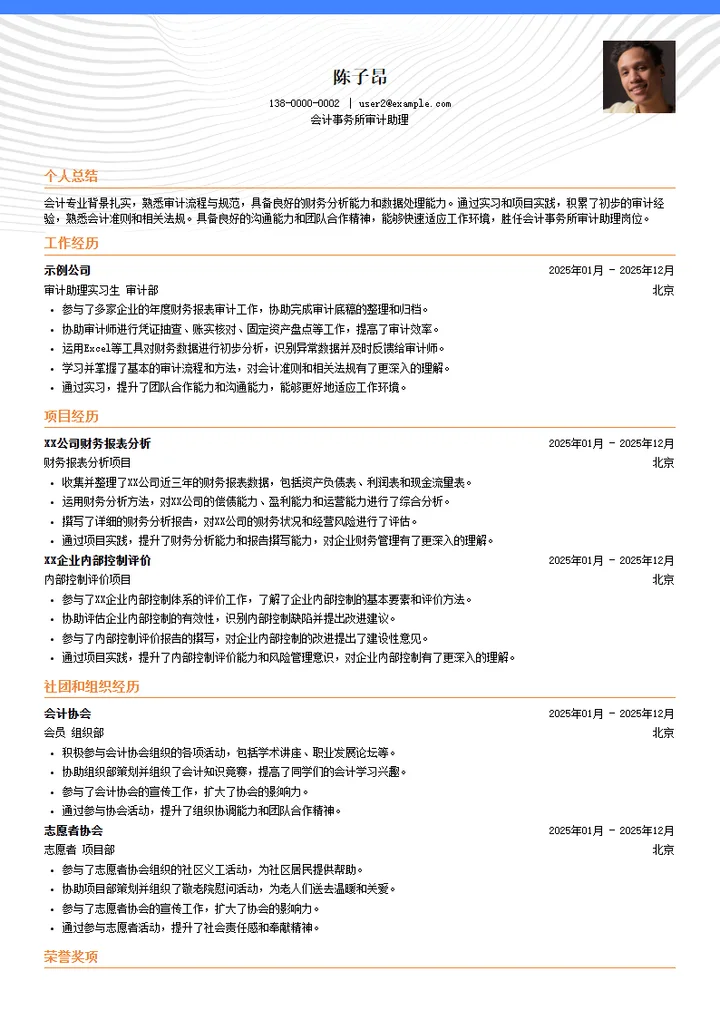 陈子昂
138-0000-0002 | user2@example.com
会计事务所审计助理
个人总结
会计专业背景扎实，熟悉审计流程与规范，具备良好的财务分析能力和数据处理能力。通过实习和项目实践，积累了初步的审计经
验，熟悉会计准则和相关法规。具备良好的沟通能力和团队合作精神，能够快速适应工作环境，胜任会计事务所审计助理岗位。
工作经历
示例公司 2025年01月 - 2025年12月
审计助理实习生 审计部 北京
• 参与了多家企业的年度财务报表审计工作，协助完成审计底稿的整理和归档。
• 协助审计师进行凭证抽查、账实核对、固定资产盘点等工作，提高了审计效率。
• 运用Excel等工具对财务数据进行初步分析，识别异常数据并及时反馈给审计师。
• 学习并掌握了基本的审计流程和方法，对会计准则和相关法规有了更深入的理解。
• 通过实习，提升了团队合作能力和沟通能力，能够更好地适应工作环境。
项目经历
XX公司财务报表分析 2025年01月 - 2025年12月
财务报表分析项目 北京
• 收集并整理了XX公司近三年的财务报表数据，包括资产负债表、利润表和现金流量表。
• 运用财务分析方法，对XX公司的偿债能力、盈利能力和运营能力进行了综合分析。
• 撰写了详细的财务分析报告，对XX公司的财务状况和经营风险进行了评估。
• 通过项目实践，提升了财务分析能力和报告撰写能力，对企业财务管理有了更深入的理解。
XX企业内部控制评价 2025年01月 - 2025年12月
内部控制评价项目 北京
• 参与了XX企业内部控制体系的评价工作，了解了企业内部控制的基本要素和评价方法。
• 协助评估企业内部控制的有效性，识别内部控制缺陷并提出改进建议。
• 参与了内部控制评价报告的撰写，对企业内部控制的改进提出了建设性意见。
• 通过项目实践，提升了内部控制评价能力和风险管理意识，对企业内部控制有了更深入的理解。
社团和组织经历
会计协会 2025年01月 - 2025年12月
会员 组织部 北京
• 积极参与会计协会组织的各项活动，包括学术讲座、职业发展论坛等。
• 协助组织部策划并组织了会计知识竞赛，提高了同学们的会计学习兴趣。
• 参与了会计协会的宣传工作，扩大了协会的影响力。
• 通过参与协会活动，提升了组织协调能力和团队合作精神。
志愿者协会 2025年01月 - 2025年12月
志愿者 项目部 北京
• 参与了志愿者协会组织的社区义工活动，为社区居民提供帮助。
• 协助项目部策划并组织了敬老院慰问活动，为老人们送去温暖和关爱。
• 参与了志愿者协会的宣传工作，扩大了协会的影响力。
• 通过参与志愿者活动，提升了社会责任感和奉献精神。
荣誉奖项